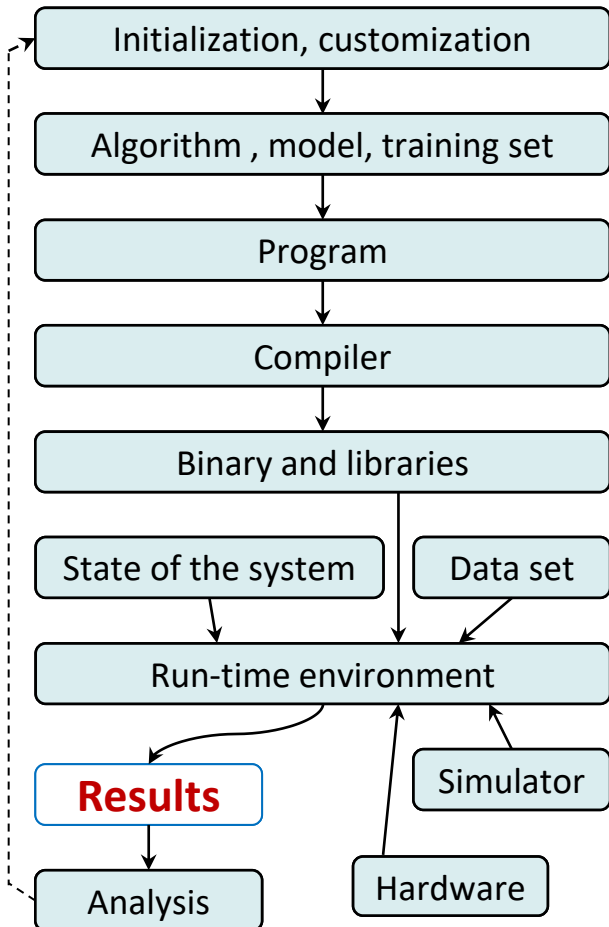 Initialization, customization
Algorithm , model, training set
Program
Compiler
Binary and libraries
State of the system
Data set
Run-time environment
Results
Simulator
Analysis
Hardware